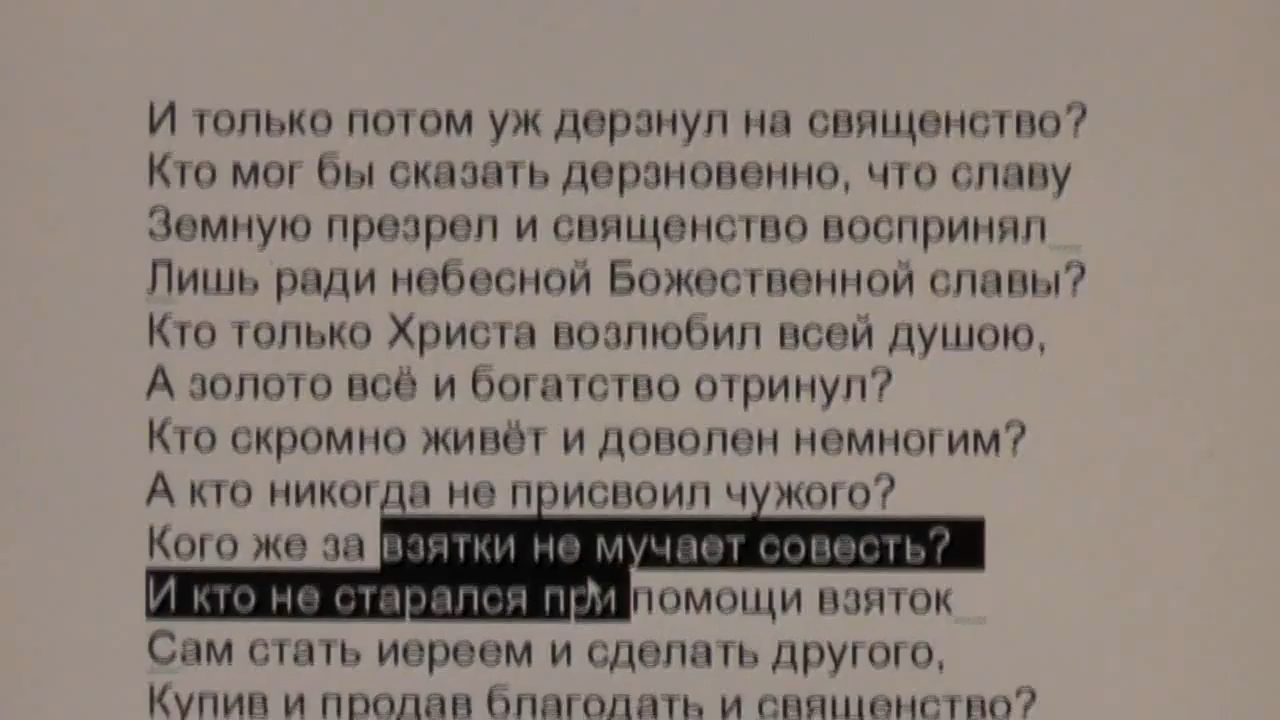 И только потом уж дерзнул на священство?
Кто мог бы сказать дерзновенно, что славу
Земную презрел и священство воспринял
Лишь ради небесной Божественной славы?
Кто только Христа возлюбил всей душою,
А золото всё и богатство отринул?
Кто скромно живёт и доволен немногим?
А кто никогда не присвоил чужого?
Кого же за взятки не мучает совесть?
И кто не старался при помощи взяток
Сам стать иереем и сделать другого,
Купив и продав благодать и священство?